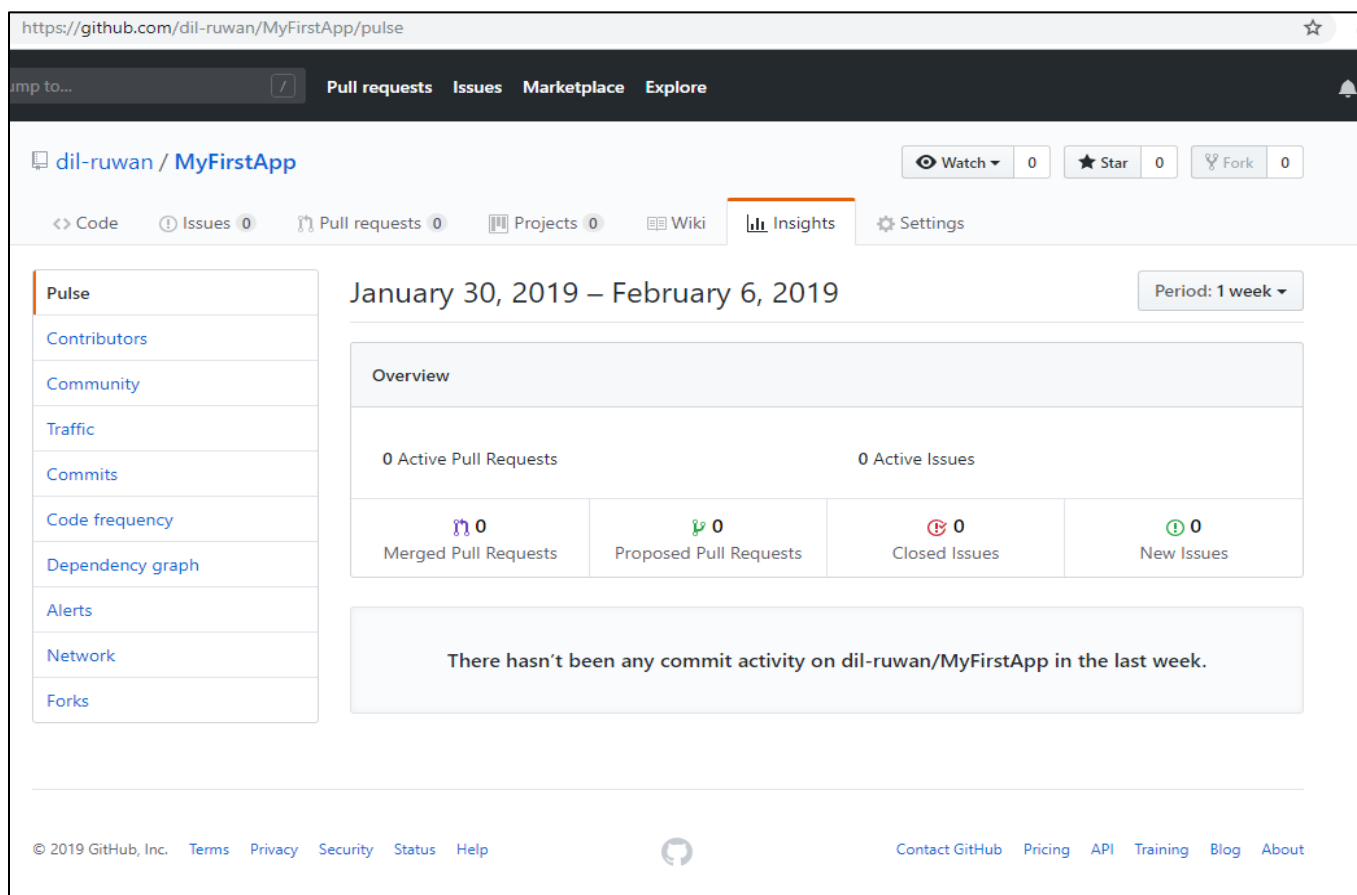 https://github.com/dil-ruwan/MyFirstApp/pulse
ump to... / Pull requests Issues Marketplace Explore
dil-ruwan / MyFirstApp Watch 0 Star 0 Fork 0
Code Issues 0 Pull requests 0 Projects 0 Wiki Insights Settings
Pulse
Contributors
Community
Traffic
Commits
Code frequency
Dependency graph
Alerts
Network
Forks
January 30, 2019 – February 6, 2019 Period: 1 week
Overview
0 Active Pull Requests 0 Active Issues
0 0 0 0
Merged Pull Requests Proposed Pull Requests Closed Issues New Issues
There hasn’t been any commit activity on dil-ruwan/MyFirstApp in the last week.
© 2019 GitHub, Inc. Terms Privacy Security Status Help Contact GitHub Pricing API Training Blog About